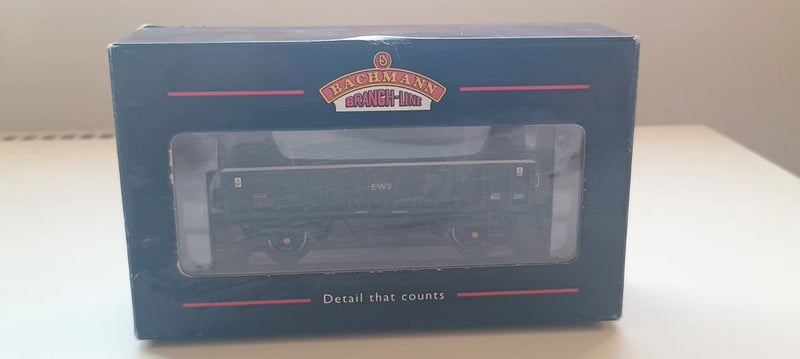 BACHMANN
BRANCH-LINE
EWS
Detail that counts